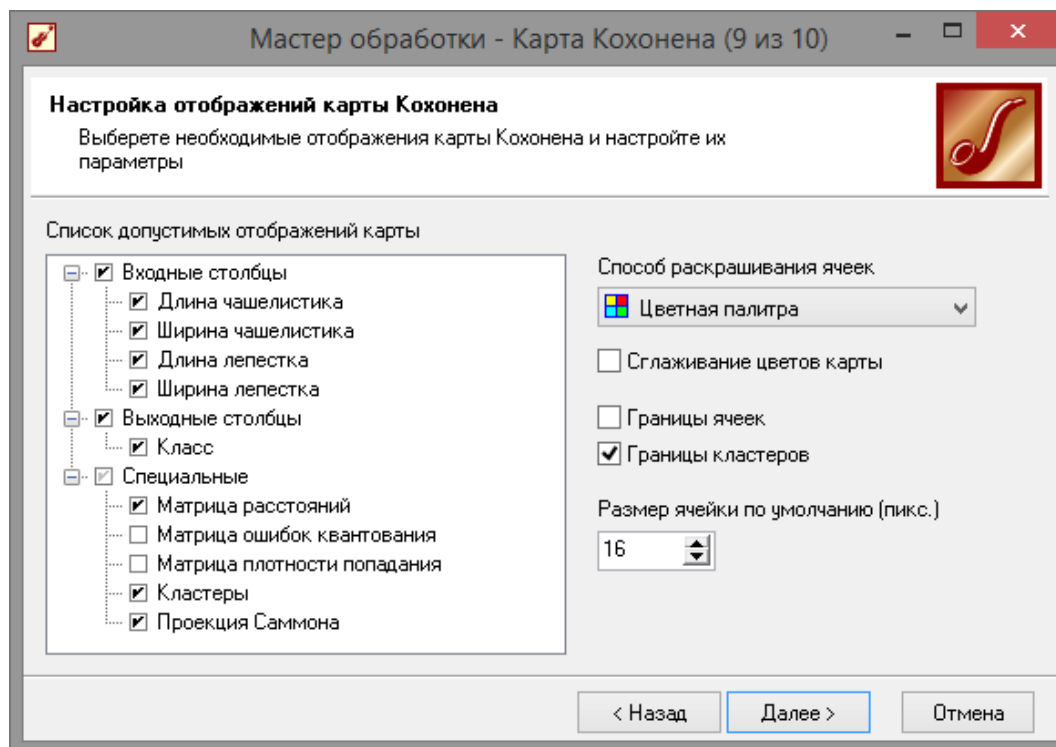 Мастер обработки - Карта Кохонена (9 из 10)
Настройка отображений карты Кохонена
Выберете необходимые отображения карты Кохонена и настройте их
параметры
Список допустимых отображений карты
Входные столбцы
Длина чашелистика
Ширина чашелистика
Длина лепестка
Ширина лепестка
Выходные столбцы
Класс
Специальные
Матрица расстояний
Матрица ошибок квантования
Матрица плотности попадания
Кластеры
Проекция Саммона
Способ раскрашивания ячеек
Цветная палитра
Сглаживание цветов карты
Границы ячеек
Границы кластеров
Размер ячейки по умолчанию (пикс.)
16
< Назад
Далее >
Отмена